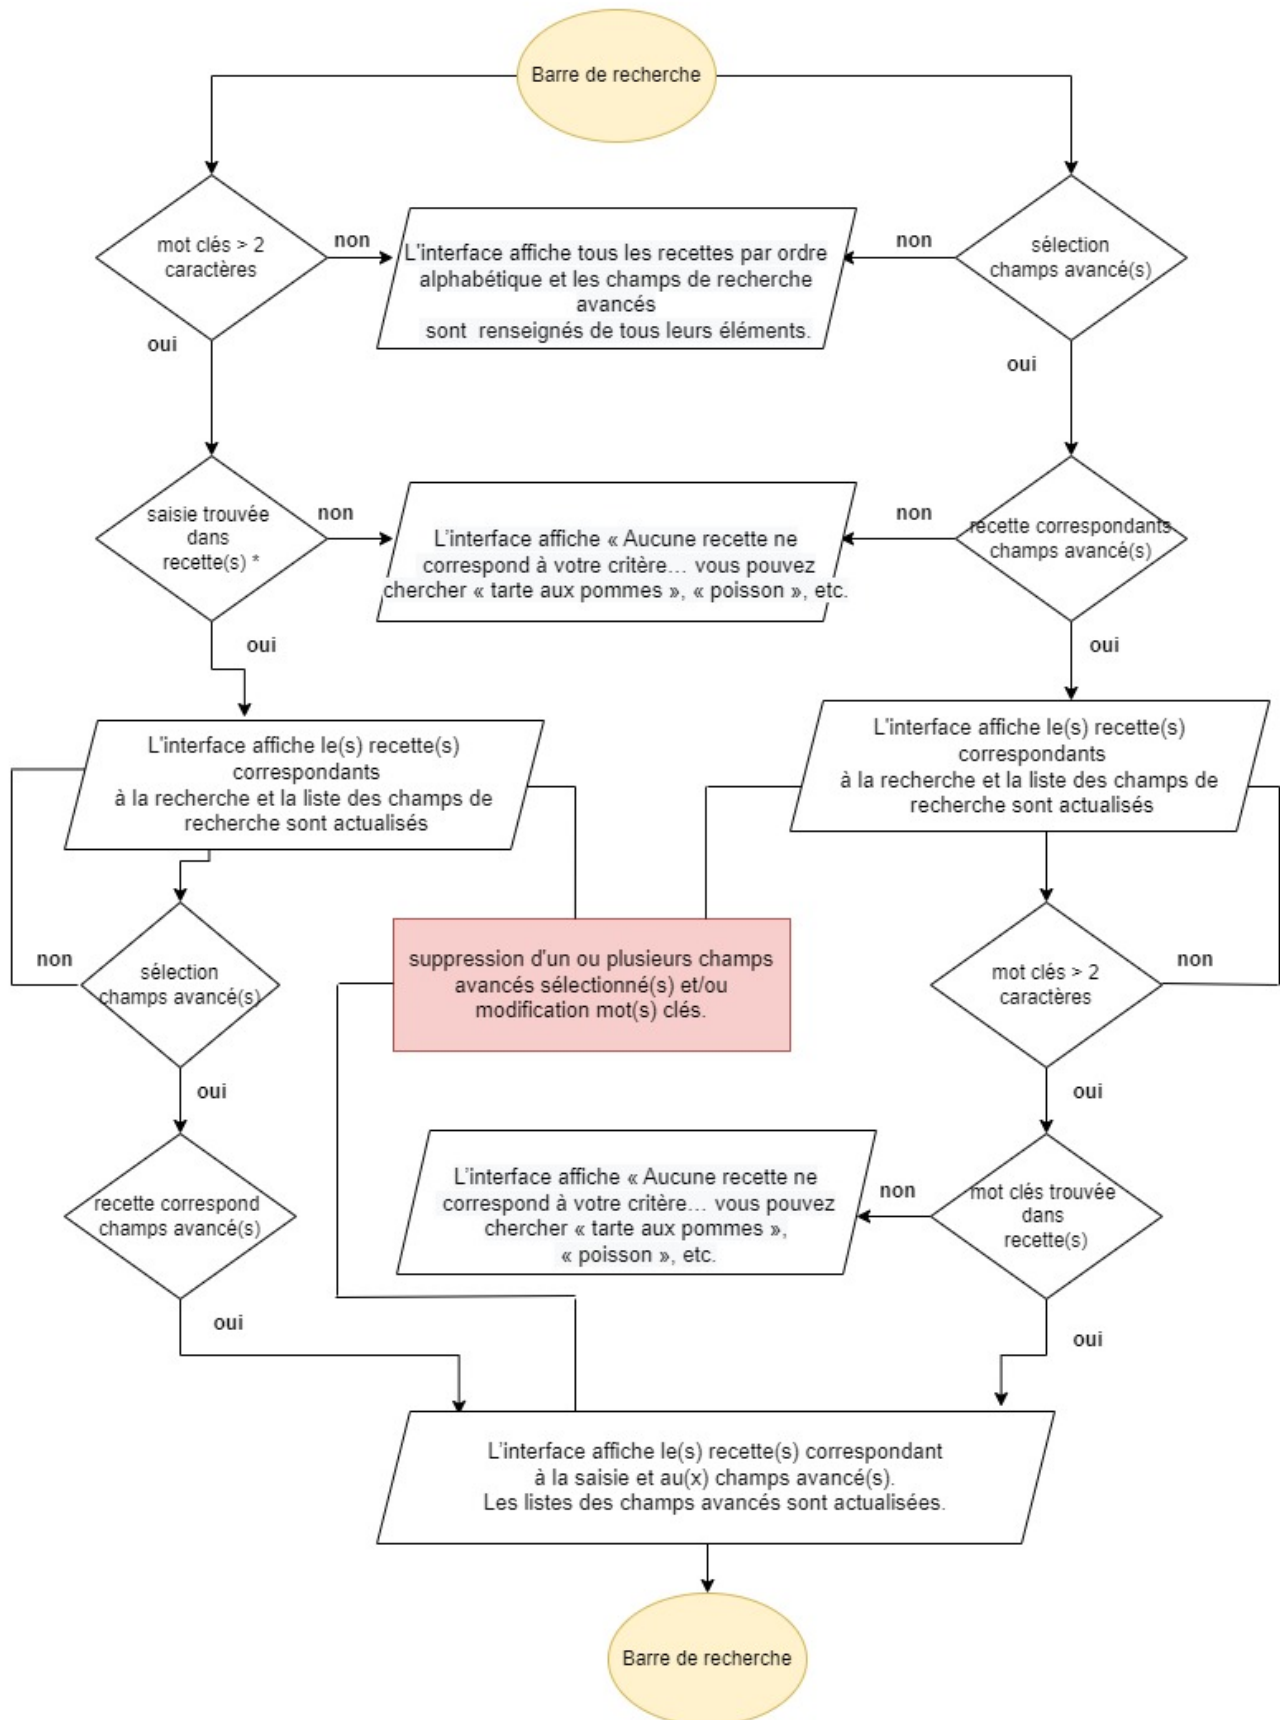 Barre de recherche
mot clés > 2
caractères
non
L'interface affiche tous les recettes par ordre
alphabétique et les champs de recherche
avancés
sont renseignés de tous leurs éléments.
non
sélection
champs avancé(s)
oui
oui
saisie trouvée
dans
recette(s) *
non
L'interface affiche « Aucune recette ne
correspond à votre critère… vous pouvez
chercher « tarte aux pommes », « poisson », etc.
non
recette correspondants
champs avancé(s)
oui
oui
L'interface affiche le(s) recette(s)
correspondants
à la recherche et la liste des champs de
recherche sont actualisés
L'interface affiche le(s) recette(s)
correspondants
à la recherche et la liste des champs de
recherche sont actualisés
non
sélection
champs avancé(s)
suppression d'un ou plusieurs champs
avancés sélectionné(s) et/ou
modification mot(s) clés.
mot clés > 2
caractères
non
oui
oui
recette correspond
champs avancé(s)
L'interface affiche « Aucune recette ne
correspond à votre critère… vous pouvez
chercher « tarte aux pommes »,
« poisson », etc.
non
mot clés trouvée
dans
recette(s)
oui
oui
L'interface affiche le(s) recette(s) correspondant
à la saisie et au(x) champs avancé(s).
Les listes des champs avancés sont actualisées.
Barre de recherche